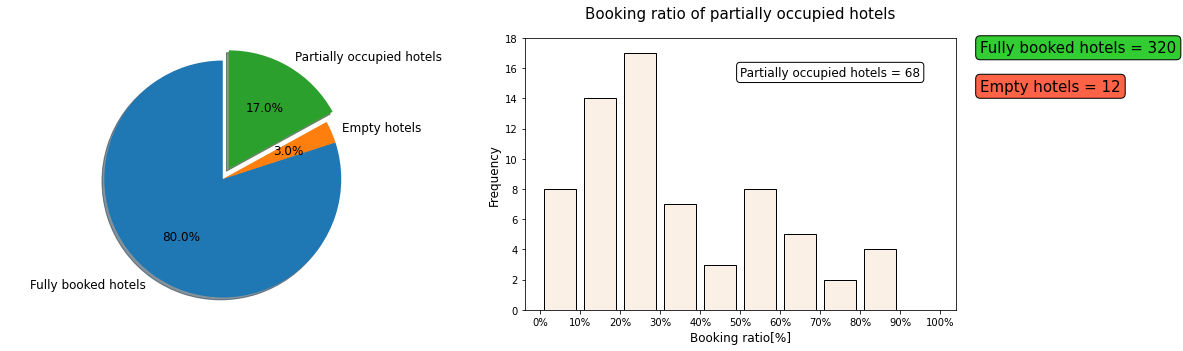 Partially occupied hotels
17.0%
Empty hotels
3.0%
80.0%
Fully booked hotels
Booking ratio of partially occupied hotels
Partially occupied hotels = 68
18
16
14
12
10
8
6
4
2
0
Frequency
0% 10% 20% 30% 40% 50% 60% 70% 80% 90% 100%
Booking ratio[%]
Fully booked hotels = 320
Empty hotels = 12